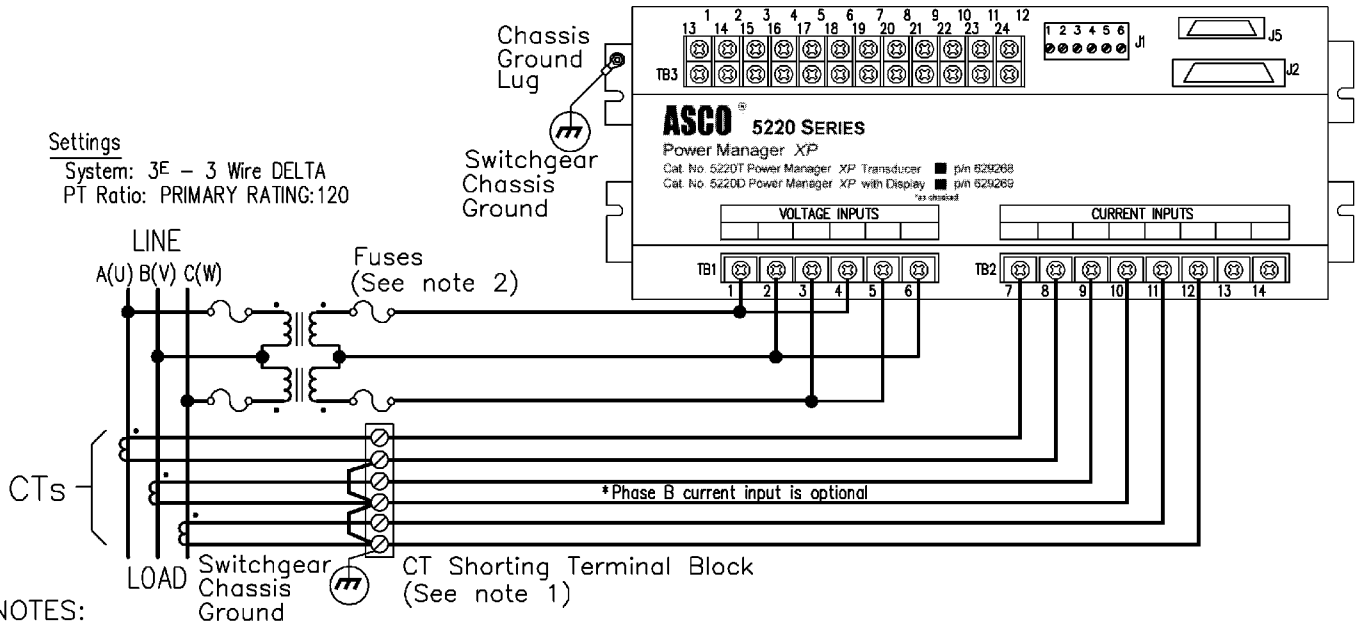 1 2 3 4 5 6 7 8 9 10 11 12
13 14 15 16 17 18 19 20 21 22 23 24
TB3
1 2 3 4 5 6
J1
J5
J2
Chassis
Ground
Lug
Switchgear
Chassis
Ground
ASCO ® 5220 SERIES
Power Manager XP
Cat. No. 5220T Power Manager XP Transducer ■ p/n 629268
Cat. No. 5220D Power Manager XP with Display ■ p/n 629269
*as checked
VOLTAGE INPUTS
CURRENT INPUTS
TB1
1 2 3 4 5 6
TB2
7 8 9 10 11 12 13 14
Settings
System: 3E - 3 Wire DELTA
PT Ratio: PRIMARY RATING:120
LINE
A(U) B(V) C(W)
Fuses
(See note 2)
CTs
*Phase B current input is optional
LOAD
Switchgear
Chassis
Ground
CT Shorting Terminal Block
(See note 1)
NOTES: